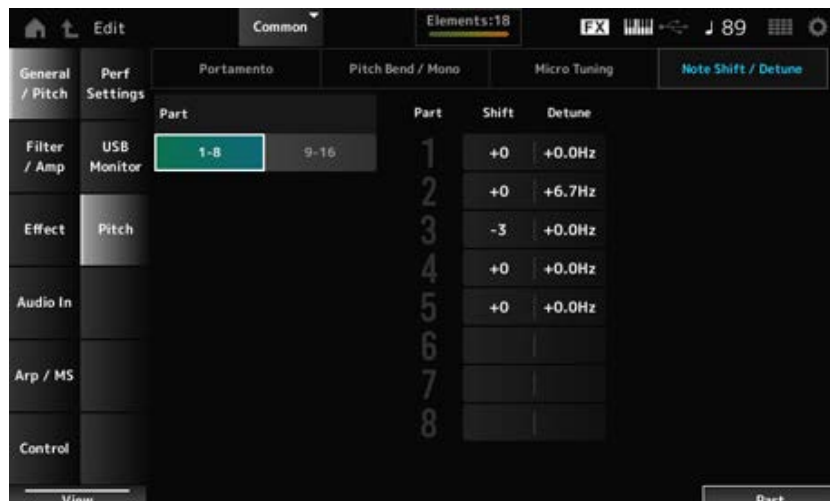 Edit
Common
Elements:18
FX
♩ 89
General / Pitch
Perf Settings
Portamento
Pitch Bend / Mono
Micro Tuning
Note Shift / Detune
Part
1-8
9-16
Part Shift Detune
1 +0 +0.0Hz
2 +0 +6.7Hz
3 -3 +0.0Hz
4 +0 +0.0Hz
5 +0 +0.0Hz
6
7
8
Filter / Amp
USB Monitor
Effect
Pitch
Audio In
Arp / MS
Control
View
Part